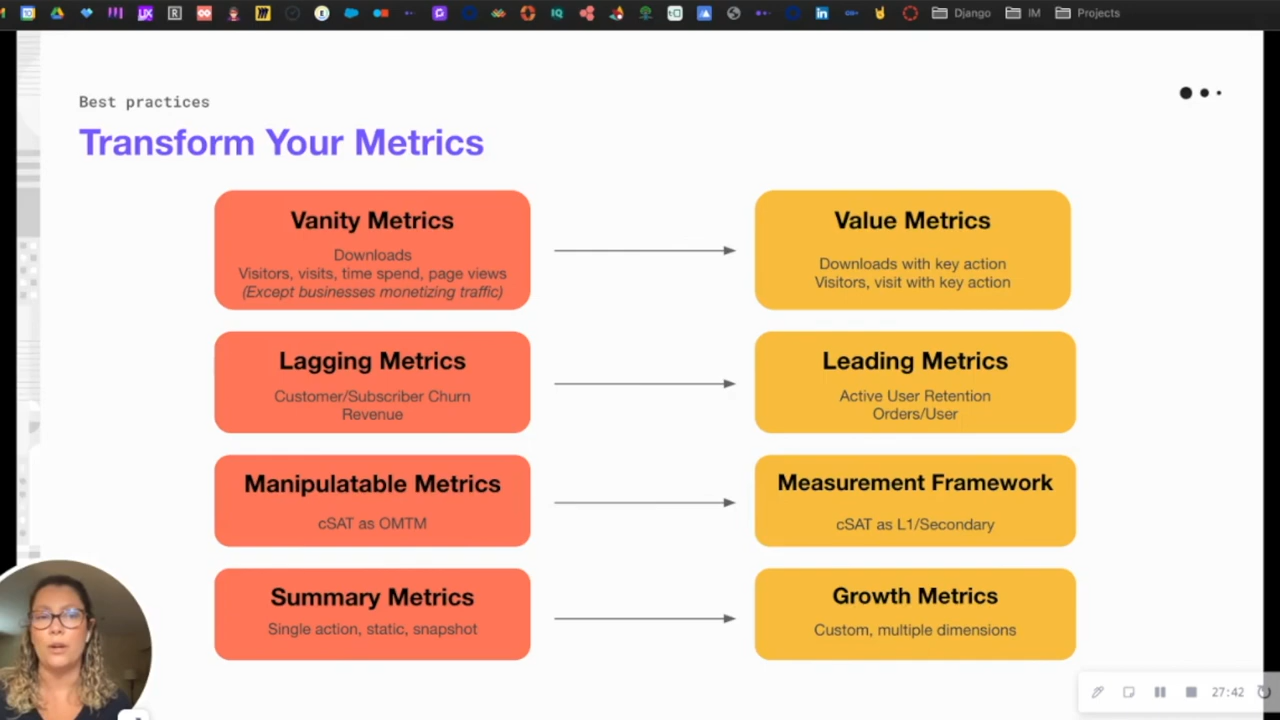 Django IM Projects
Best practices
Transform Your Metrics
Vanity Metrics
Downloads
Visitors, visits, time spend, page views
(Except businesses monetizing traffic)
Value Metrics
Downloads with key action
Visitors, visit with key action
Lagging Metrics
Customer/Subscriber Churn
Revenue
Leading Metrics
Active User Retention
Orders/User
Manipulatable Metrics
cSAT as OMTM
Measurement Framework
cSAT as L1/Secondary
Summary Metrics
Single action, static, snapshot
Growth Metrics
Custom, multiple dimensions
27:42